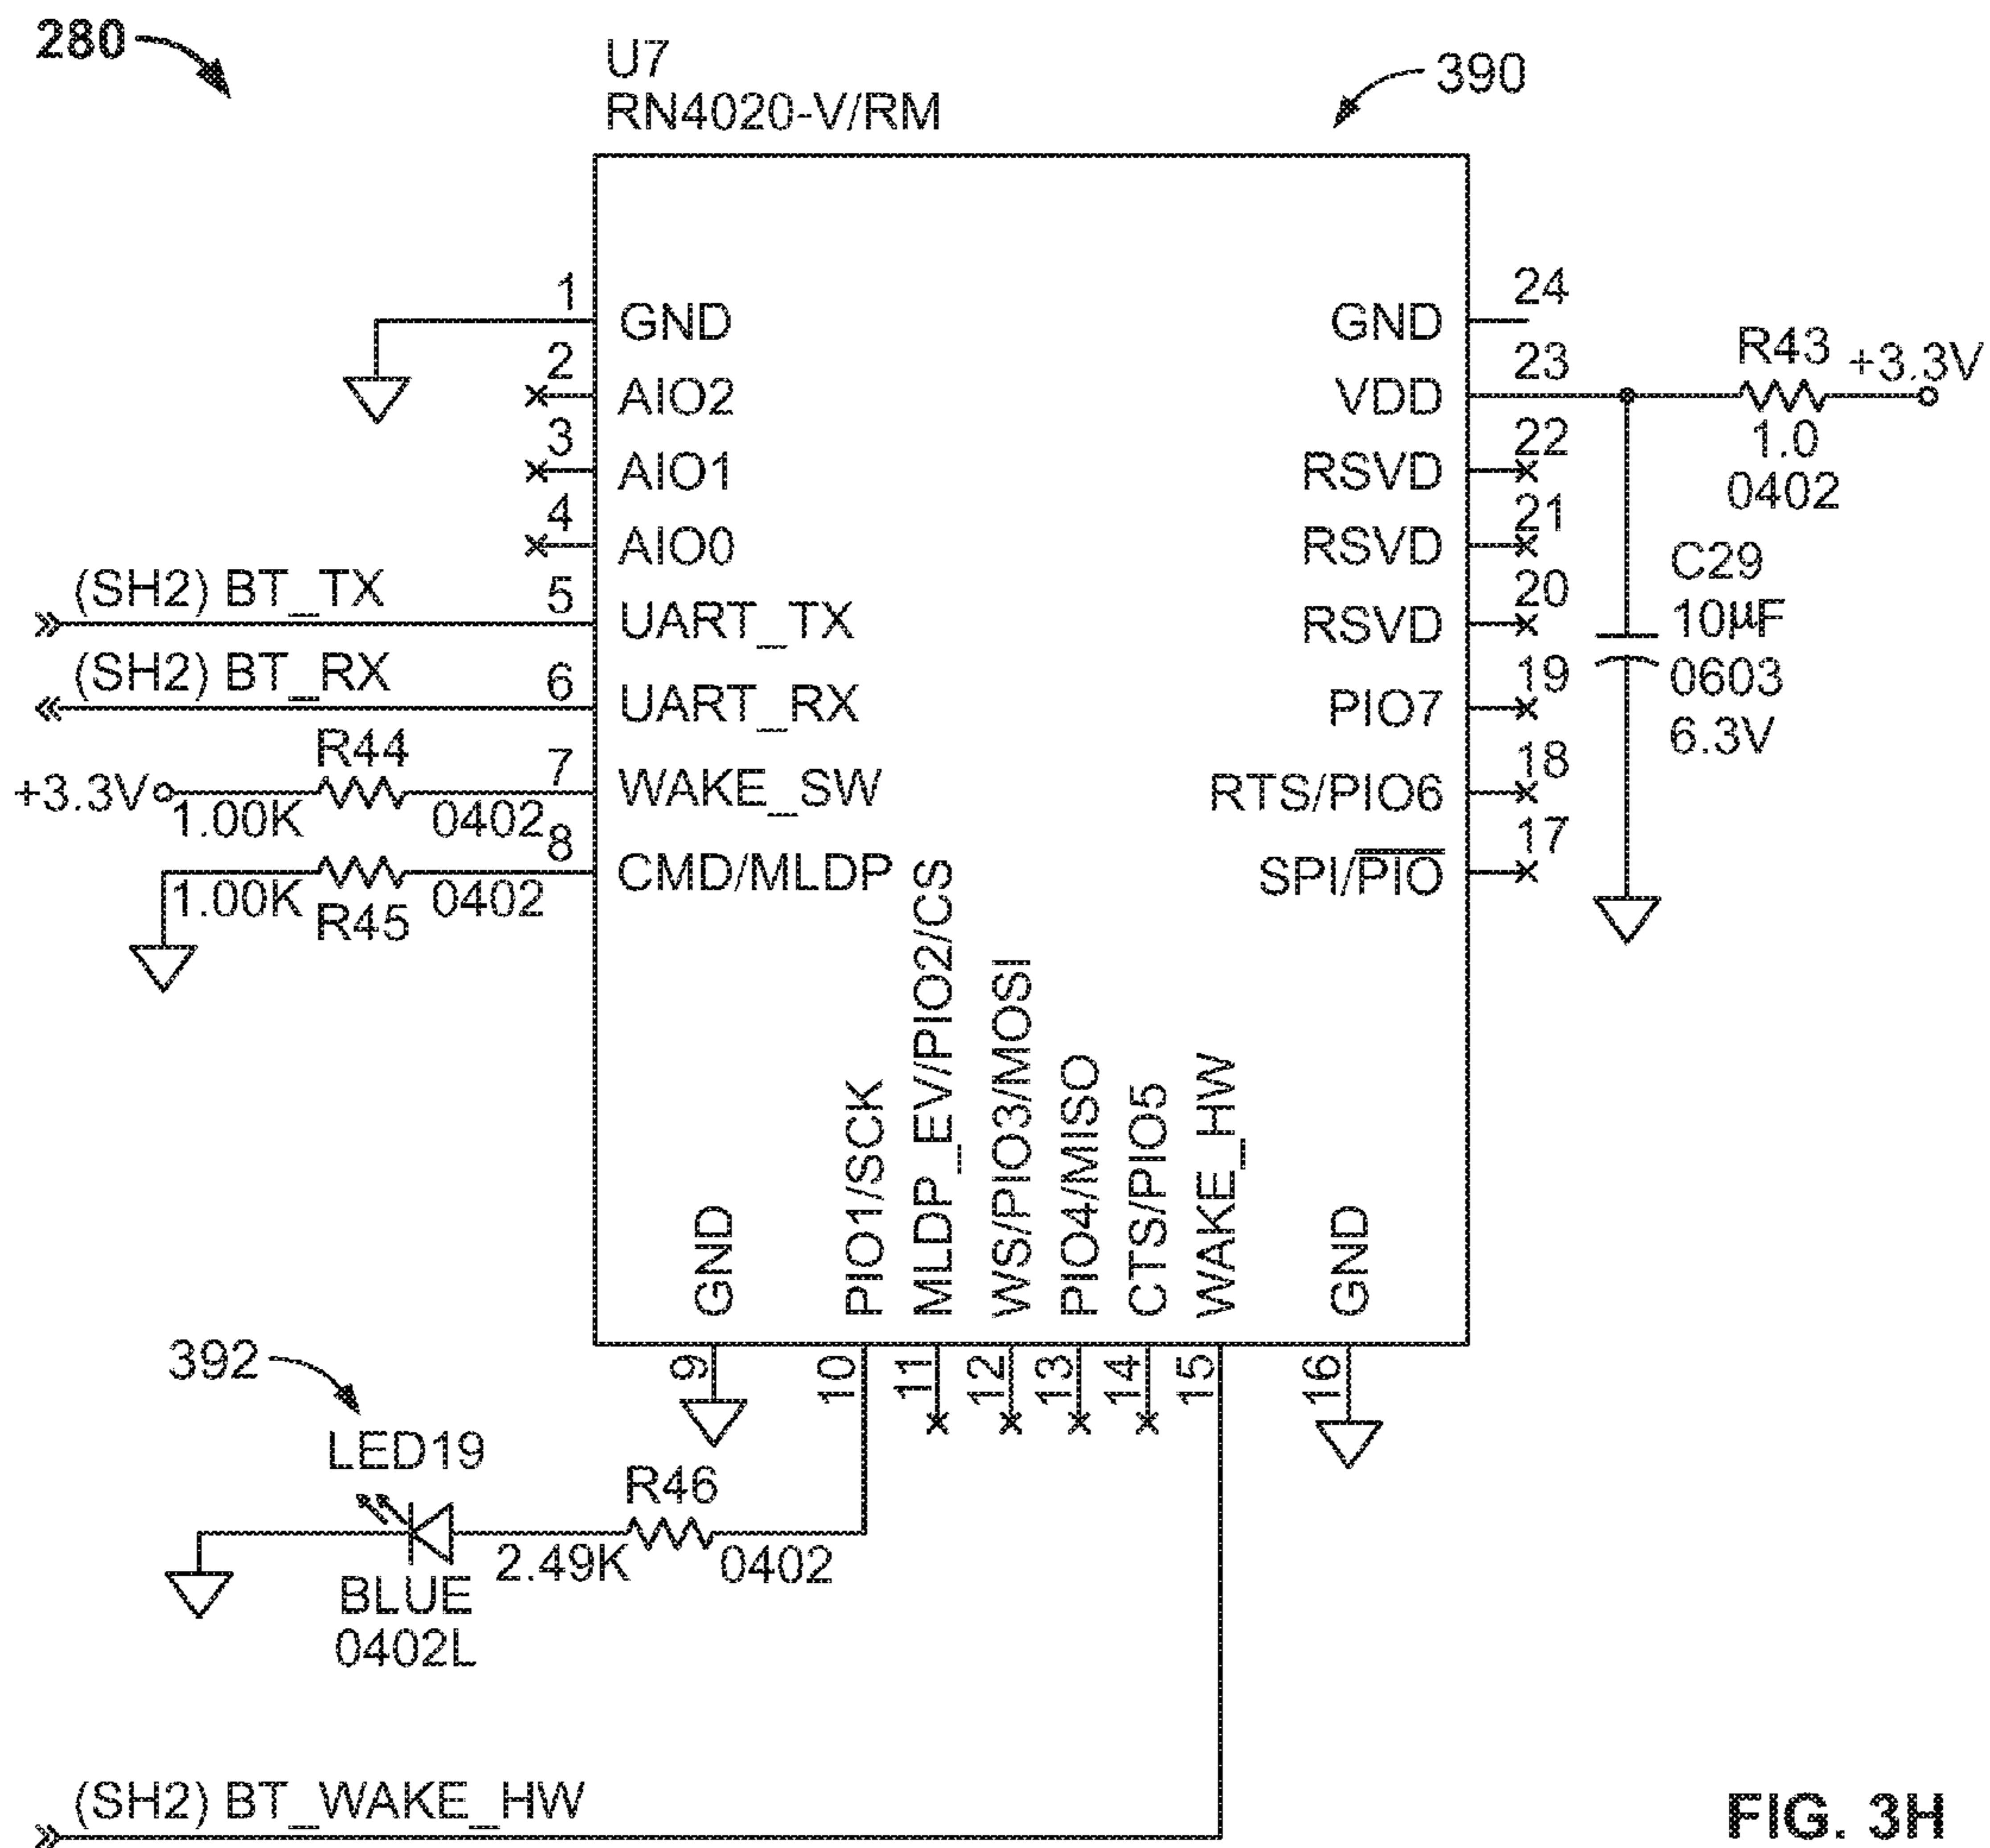 280
U7
RN4020-V/RM
390
1
GND
2
AIO2
3
AIO1
4
AIO0
(SH2) BT_TX
5
UART_TX
(SH2) BT_RX
6
UART_RX
R44
+3.3V
1.00K
0402
7
WAKE_SW
8
CMD/MLDP
1.00K
R45
0402
24
GND
23
VDD
R43
+3.3V
1.0
0402
22
RSVD
21
RSVD
20
RSVD
C29
10µF
0603
6.3V
19
PIO7
18
RTS/PIO6
17
SPI/PIO
GND
PIO1/SCK
MLDP_EV/PIO2/CS
WS/PIO3/MOSI
PIO4/MISO
CTS/PIO5
WAKE_HW
GND
9
10
11
12
13
14
15
16
392
LED19
BLUE
0402L
R46
2.49K
0402
(SH2) BT_WAKE_HW
FIG. 3H